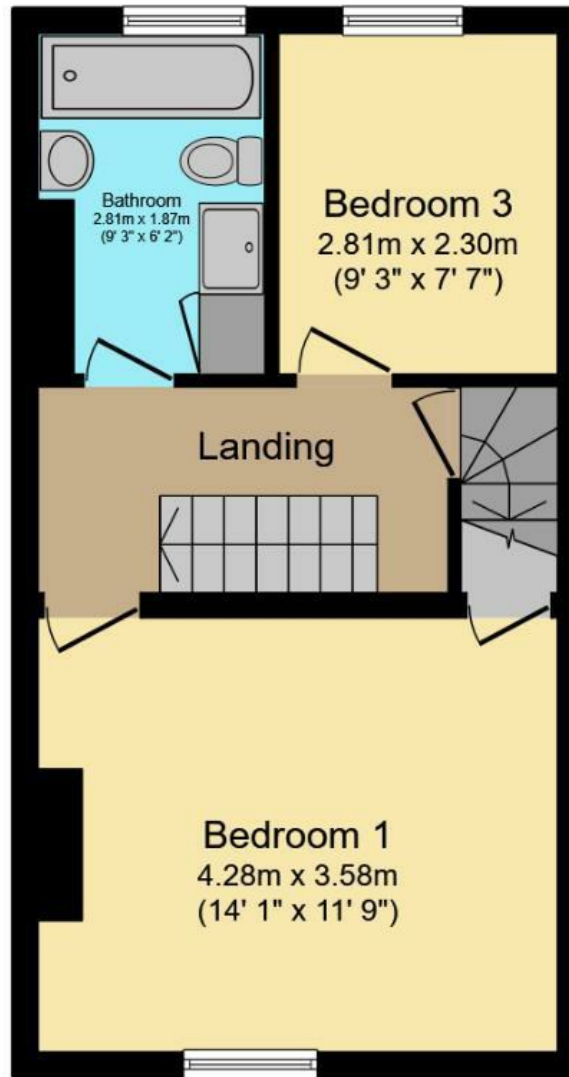 Bathroom
2.81m x 1.87m
(9' 3" x 6' 2")
Bedroom 3
2.81m x 2.30m
(9' 3" x 7' 7")
Landing
Bedroom 1
4.28m x 3.58m
(14' 1" x 11' 9")